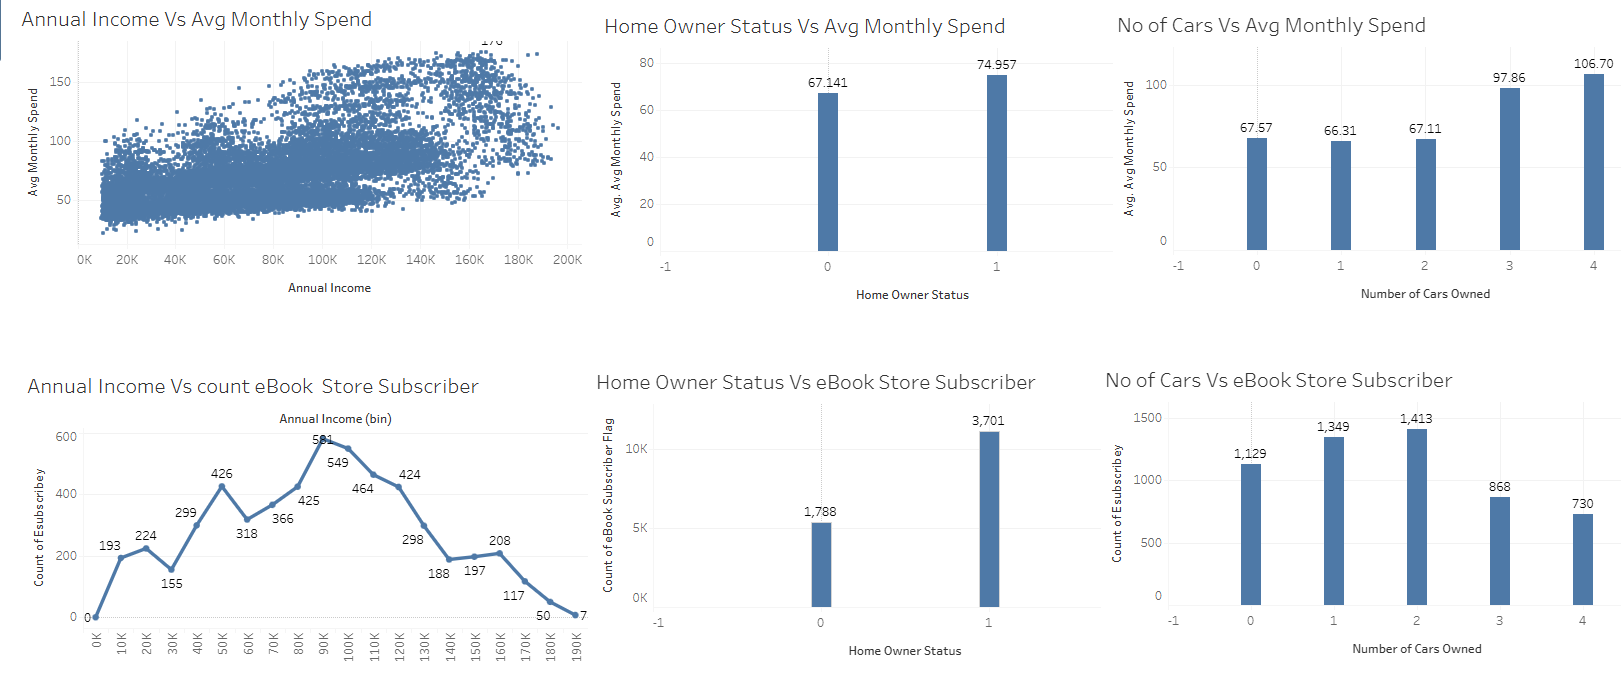 Annual Income Vs Avg Monthly Spend
176
150
100
50
Avg Monthly Spend
0K 20K 40K 60K 80K 100K 120K 140K 160K 180K 200K
Annual Income
Home Owner Status Vs Avg Monthly Spend
80
60
40
20
0
Avg. Avg Monthly Spend
67.141
74.957
-1 0 1
Home Owner Status
No of Cars Vs Avg Monthly Spend
100
50
0
Avg. Avg Monthly Spend
67.57
66.31
67.11
97.86
106.70
-1 0 1 2 3 4
Number of Cars Owned
Annual Income Vs count eBook Store Subscriber
Annual Income (bin)
600
400
200
0
Count of Esubscribey
0
193
224
155
299
426
318
366
425
581
549
464
424
298
188
197
208
117
50
7
0K 10K 20K 30K 40K 50K 60K 70K 80K 90K 100K 110K 120K 130K 140K 150K 160K 170K 180K 190K
Home Owner Status Vs eBook Store Subscriber
10K
5K
0K
Count of eBook Subscriber Flag
1,788
3,701
-1 0 1
Home Owner Status
No of Cars Vs eBook Store Subscriber
1500
1000
500
0
Count of Esubscribey
1,129
1,349
1,413
868
730
-1 0 1 2 3 4
Number of Cars Owned